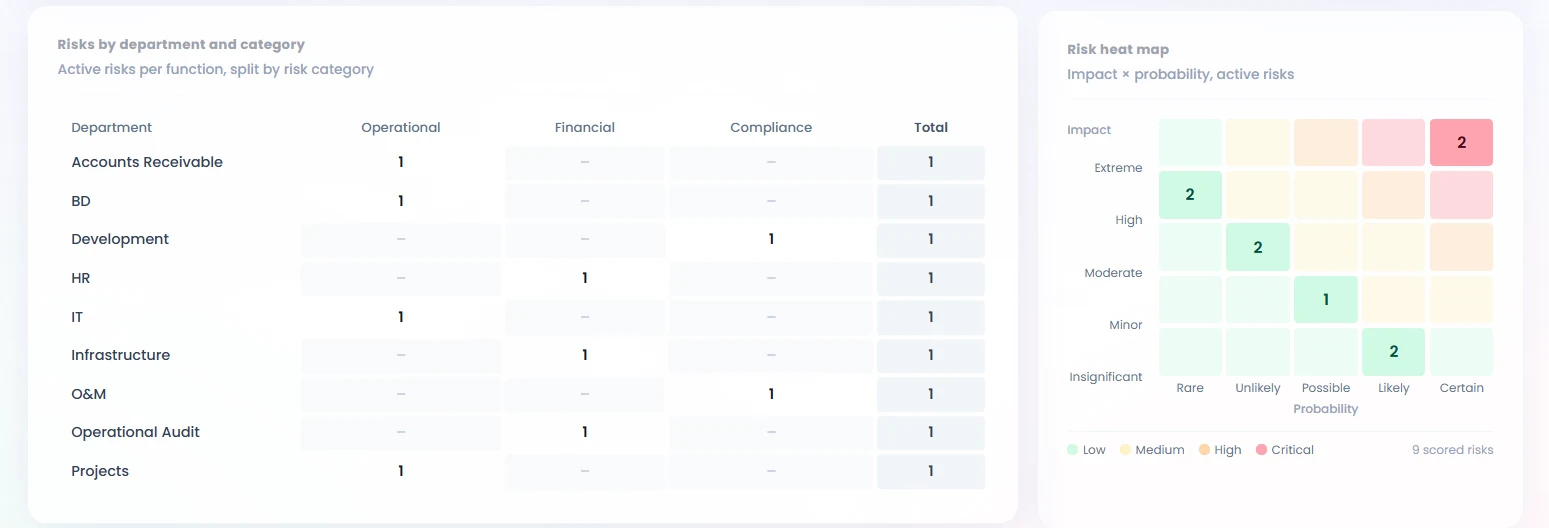 Risks by department and category
Active risks per function, split by risk category
Department Operational Financial Compliance Total
Accounts Receivable 1 – – 1
BD 1 – – 1
Development – – 1 1
HR – 1 – 1
IT 1 – – 1
Infrastructure – 1 – 1
O&M – – 1 1
Operational Audit – 1 – 1
Projects 1 – – 1
Risk heat map
Impact × probability, active risks
Impact
2
Extreme
2
High
2
Moderate
1
Minor
2
Insignificant
Rare Unlikely Possible Likely Certain
Probability
Low Medium High Critical 9 scored risks